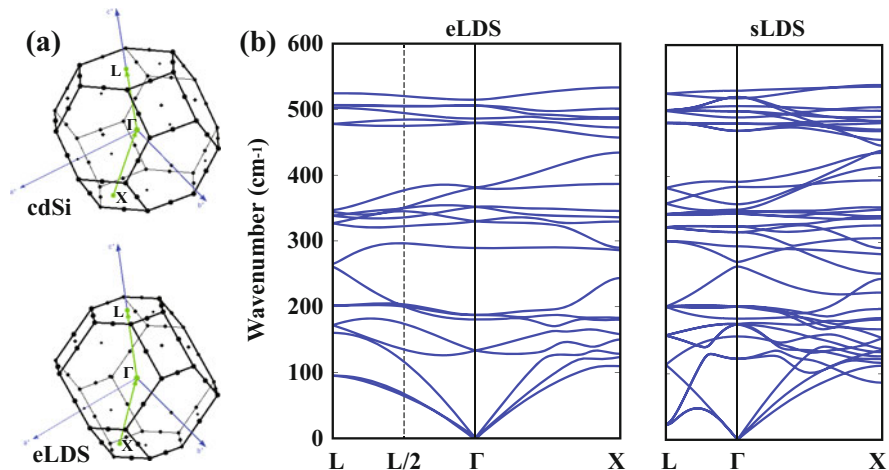 (a)
L
Γ
X
cdSi
L
Γ
X
eLDS
(b)
eLDS
sLDS
Wavenumber (cm-1)
600
500
400
300
200
100
0
L
L/2
Γ
X
L
Γ
X